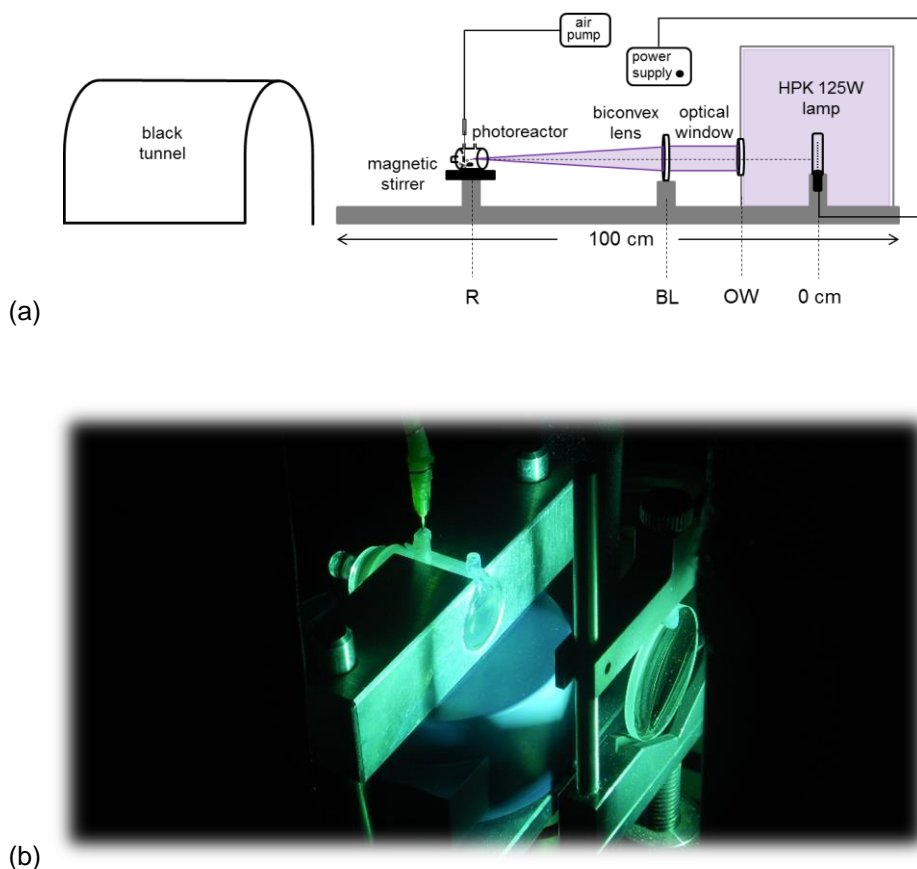 air
pump
power
supply
HPK 125W
lamp
biconvex
lens
optical
window
photoreactor
black
tunnel
magnetic
stirrer
100 cm
R
BL
OW
0 cm
(a)
(b)